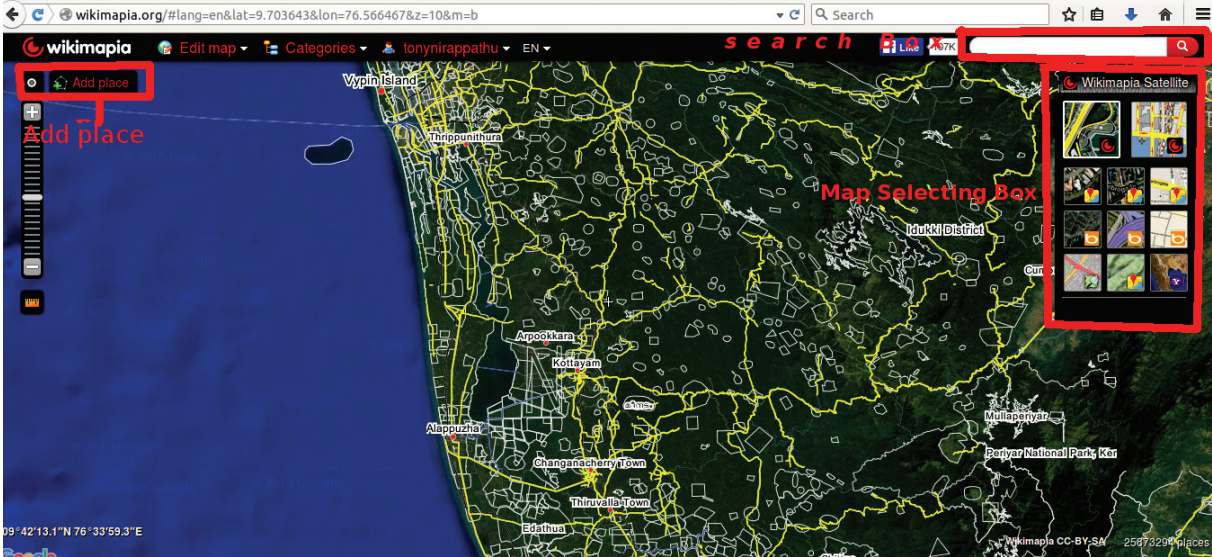 wikimapia.org/#lang=en&lat=9.703643&lon=76.566467&z=10&m=b
Search
wikimapia Edit map Categories tonynirappathu EN search Box Like 07K
Add place
Wikimapia Satellite
Vypin Island
Add place
Thrippunithura
Map Selecting Box
Idukki District
Arpookkara
Kottayam
Alappuzha
Mullaperiyar
Periyar National Park, Ker
Changanacherry Town
Thiruvalla Town
Edathua
09°42'13.1"N 76°33'59.3"E
Wikimapia CC-BY-SA 25873294 places
Google